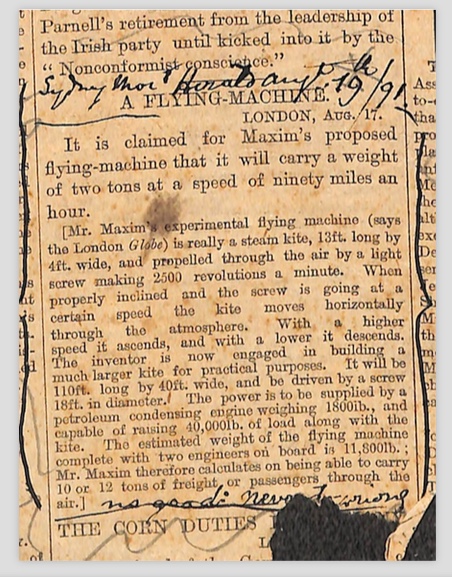 Parnell's retirement from the leadership of
the Irish party until kicked into it by the
" Nonconformist conscience."
Sydny Mor^g Herald augt 19th/91
A FLYING-MACHINE.
LONDON, AUG. 17.
It is claimed for Maxim's proposed
flying-machine that it will carry a weight
of two tons at a speed of ninety miles an
hour.
[Mr. Maxim's experimental flying machine (says
the London Globe) is really a steam kite, 13ft. long by
4ft. wide, and propelled through the air by a light
screw making 2500 revolutions a minute. When
properly inclined and the screw is going at a
certain speed the kite moves horizontally
through the atmosphere. With a higher
speed it ascends, and with a lower it descends.
The inventor is now engaged in building a
much larger kite for practical purposes. It will be
110ft. long by 40ft. wide, and be driven by a screw
18ft. in diameter. The power is to be supplied by a
petroleum condensing engine weighing 1800lb., and
capable of raising 40,000lb. of load along with the
kite. The estimated weight of the flying machine
complete with two engineers on board is 11,800lb.;
Mr. Maxim therefore calculates on being able to carry
10 or 12 tons of freight or passengers through the
air.] no good:
THE CORN DUTIES